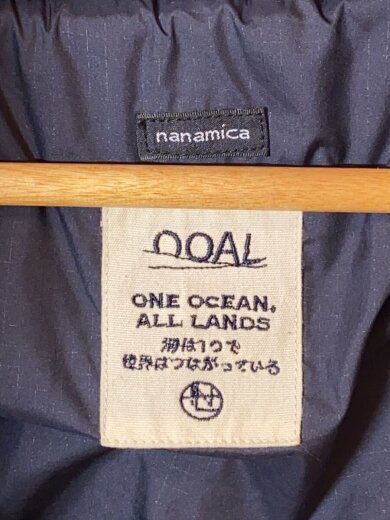 nanamica
OOAL
ONE OCEAN,
ALL LANDS
海は1つで
世界はつながっている